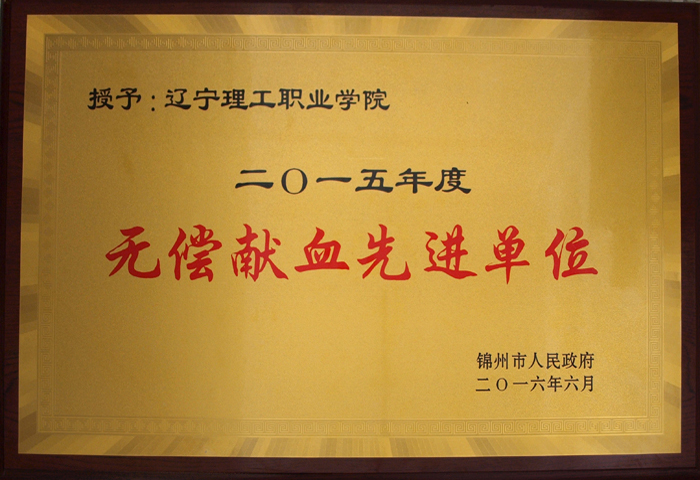 授予:辽宁理工职业学院
二〇一五年度
无偿献血先进单位
锦州市人民政府
二〇一六年六月